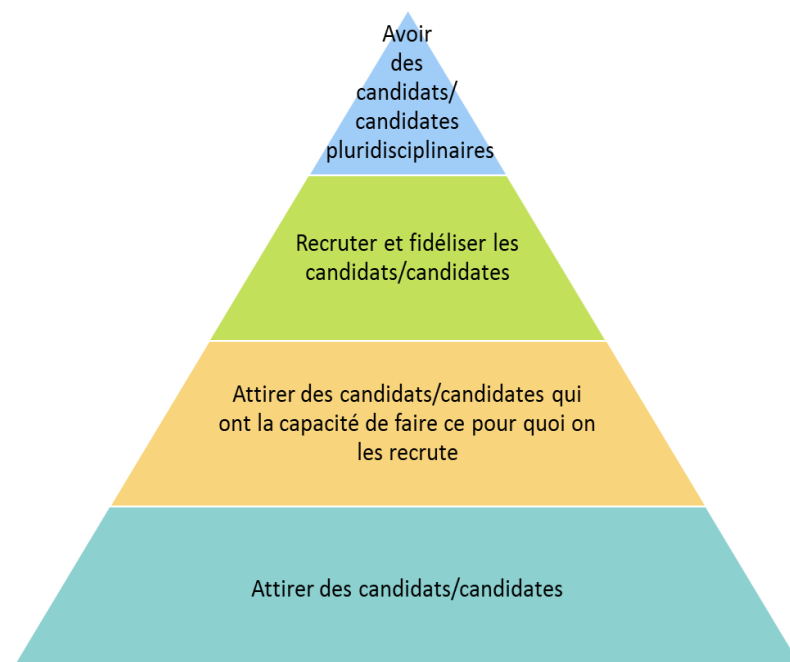 Avoir
des
candidats/
candidates
pluridisciplinaires
Recruter et fidéliser les
candidats/candidates
Attirer des candidats/candidates qui
ont la capacité de faire ce pour quoi on
les recrute
Attirer des candidats/candidates